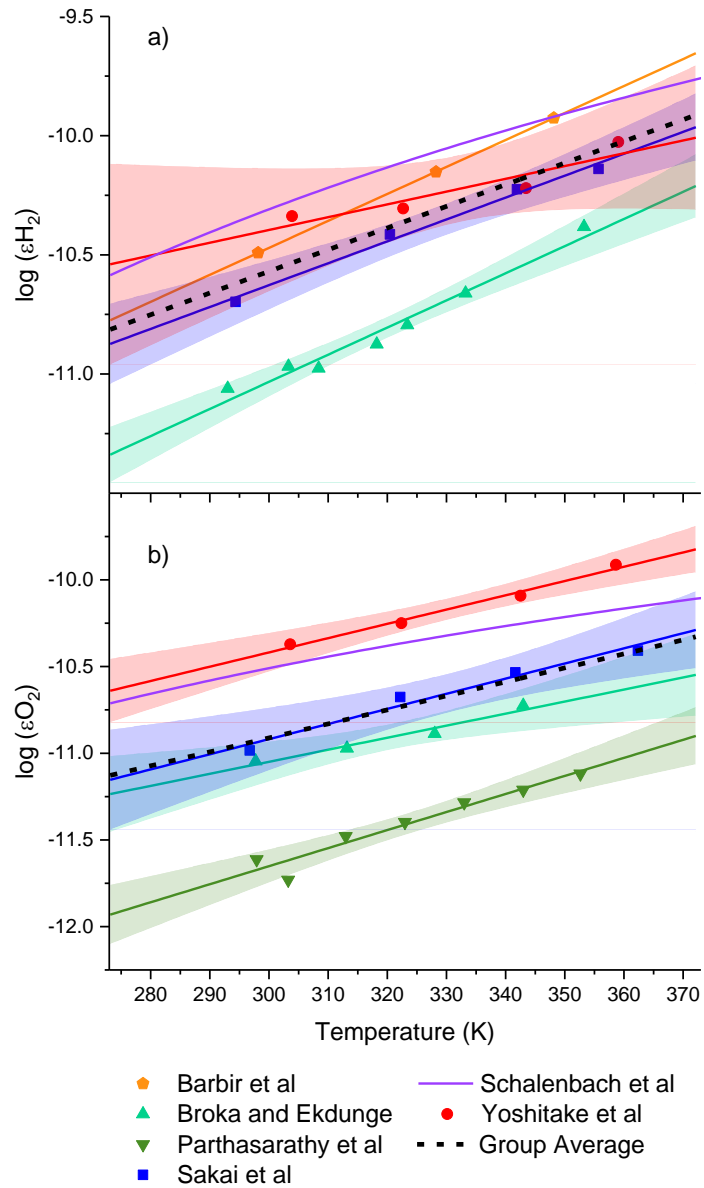 -9.5
a)
-10.0
-10.5
-11.0
log (εH2)
b)
-10.0
-10.5
-11.0
-11.5
-12.0
log (εO2)
280 290 300 310 320 330 340 350 360 370
Temperature (K)
Barbir et al
Schalenbach et al
Broka and Ekdunge
Yoshitake et al
Parthasarathy et al
Group Average
Sakai et al